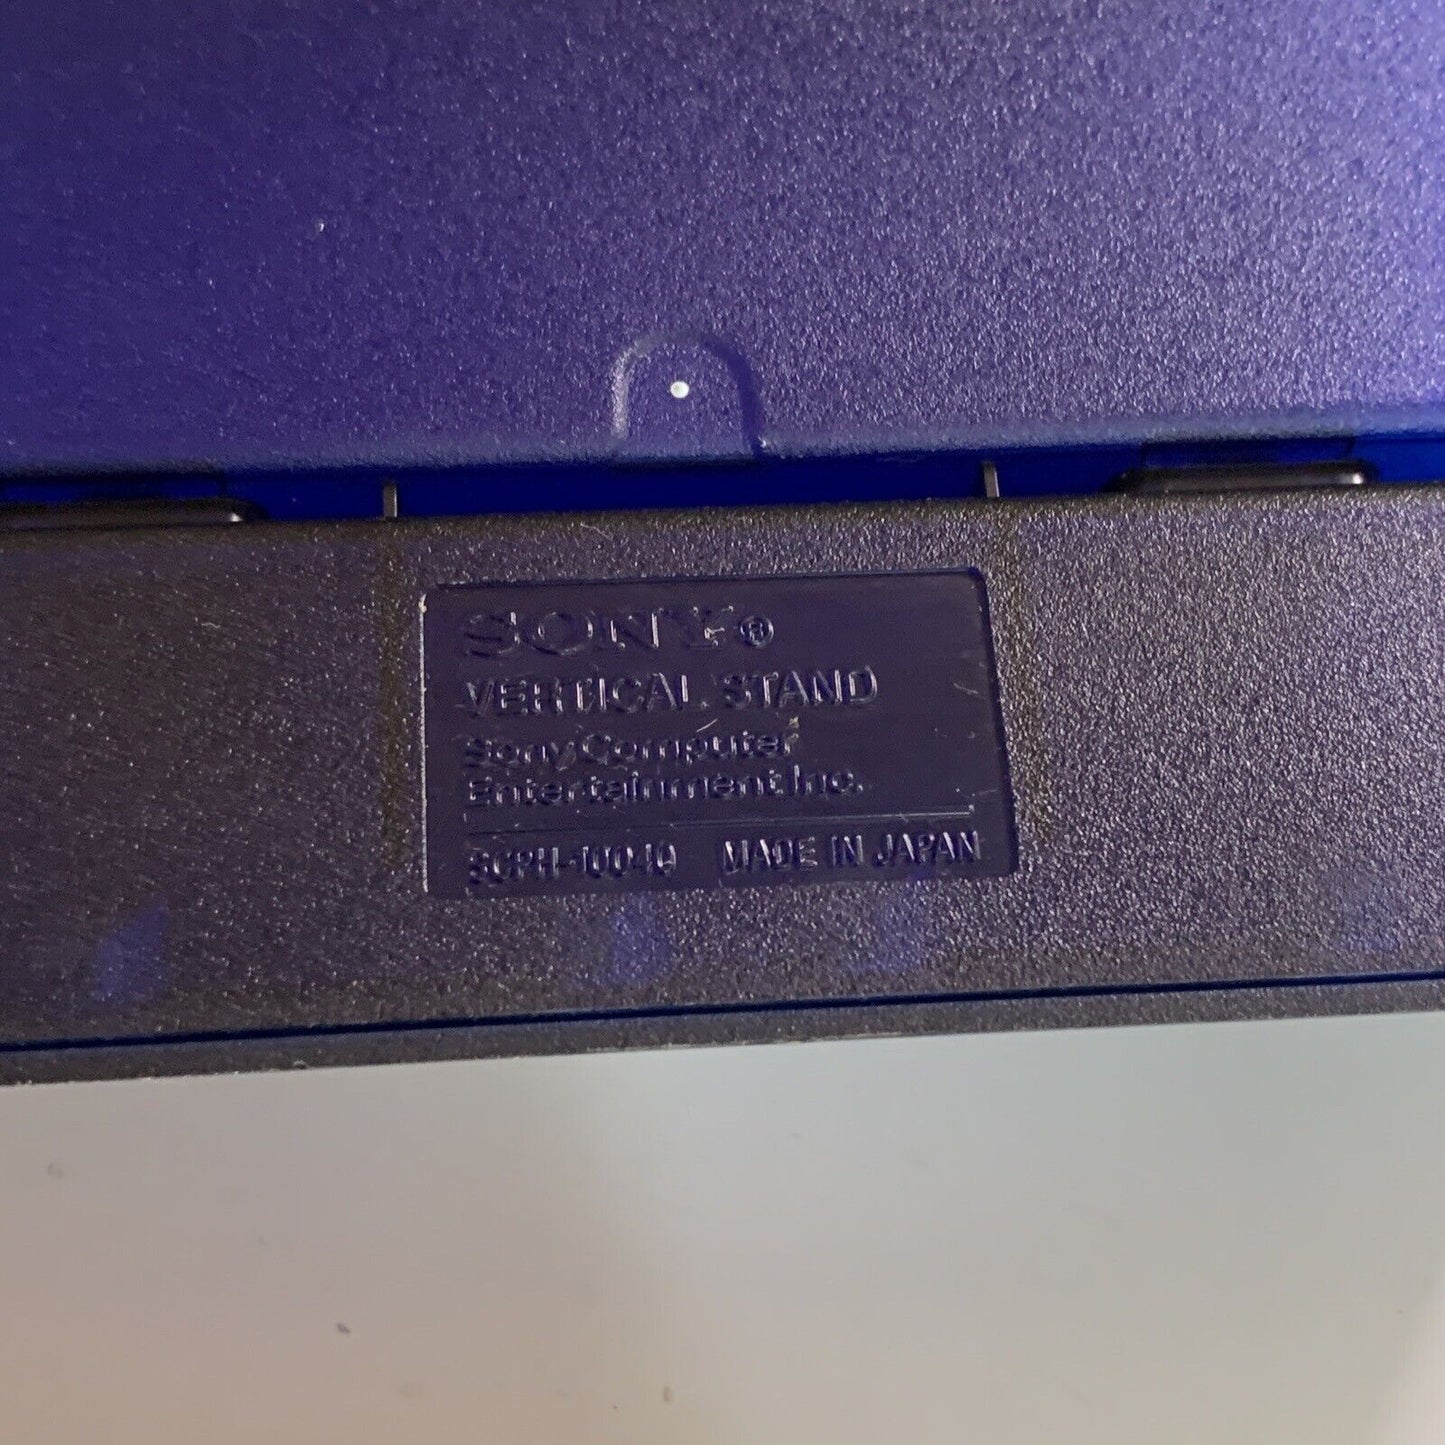 SONY®
VERTICAL STAND
Sony Computer
Entertainment Inc.
SCPH-10040 MADE IN JAPAN